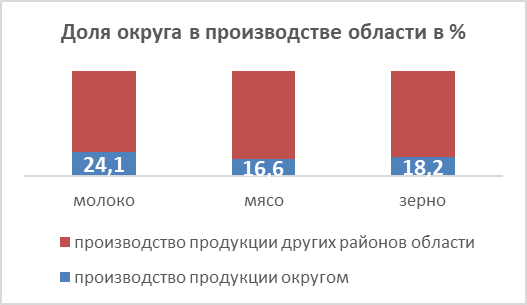 Доля округа в производстве области в %
24,1 16,6 18,2
молоко мясо зерно
производство продукции других районов области
производство продукции округом